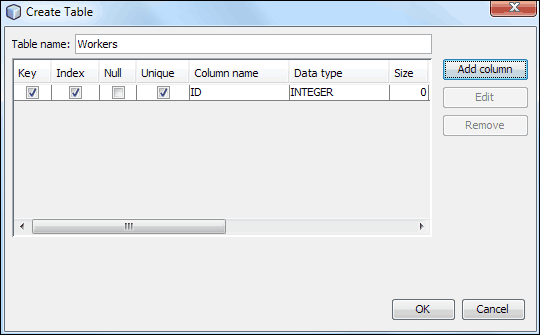 Create Table
Table name: Workers
Key Index Null Unique Column name Data type Size
ID INTEGER 0
Add column
Edit
Remove
OK Cancel